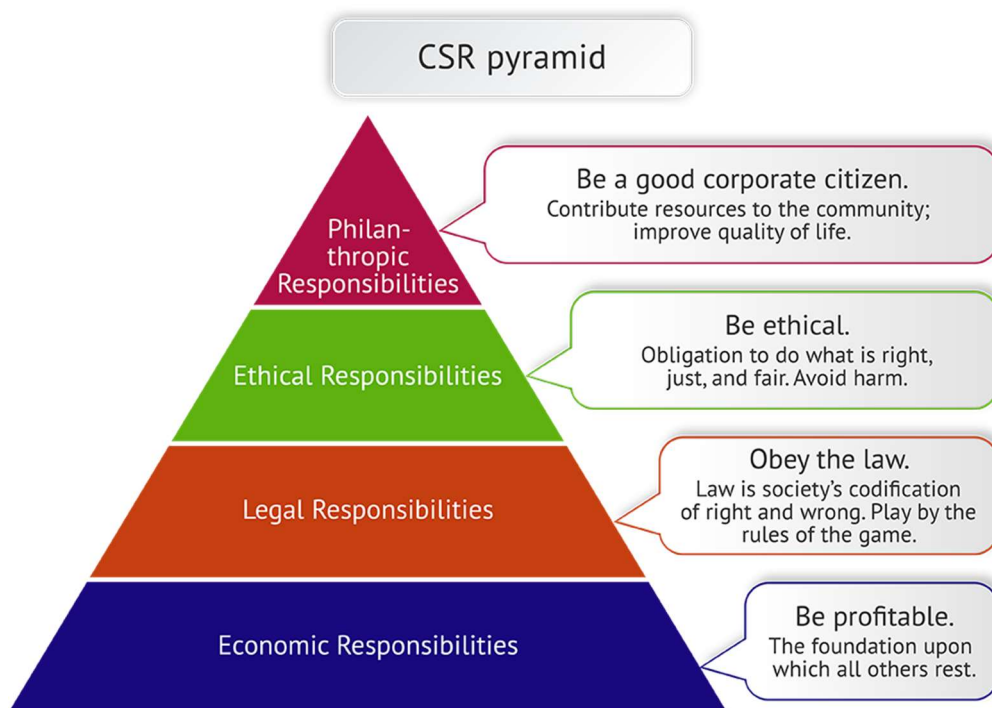 CSR pyramid
Philan-
thropic
Responsibilities
Be a good corporate citizen.
Contribute resources to the community;
improve quality of life.
Ethical Responsibilities
Be ethical.
Obligation to do what is right,
just, and fair. Avoid harm.
Legal Responsibilities
Obey the law.
Law is society’s codification
of right and wrong. Play by the
rules of the game.
Economic Responsibilities
Be profitable.
The foundation upon
which all others rest.